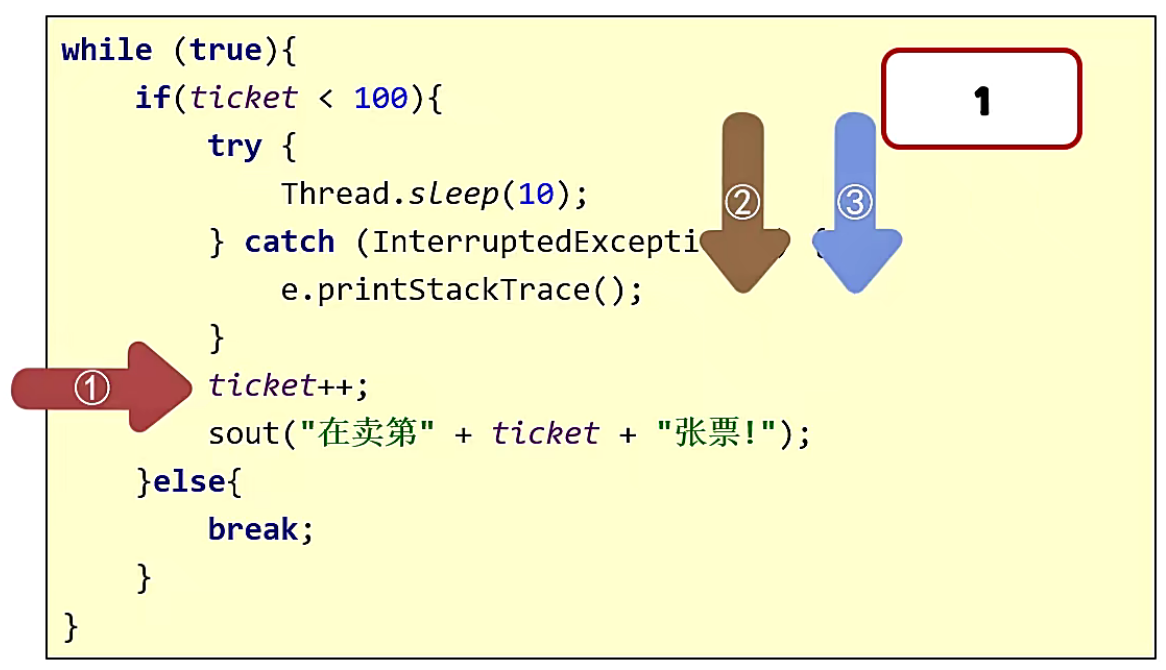 while (true){
if(ticket < 100){
1
try {
Thread.sleep(10);
②
③
} catch (InterruptedExcepti ) {
e.printStackTrace();
}
①
ticket++;
sout("在卖第" + ticket + "张票!");
}else{
break;
}
}